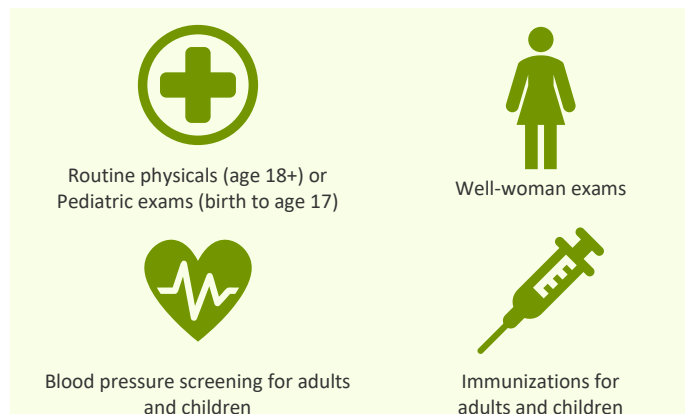 Routine physicals (age 18+) or
Pediatric exams (birth to age 17)
Well-woman exams
Blood pressure screening for adults
and children
Immunizations for
adults and children